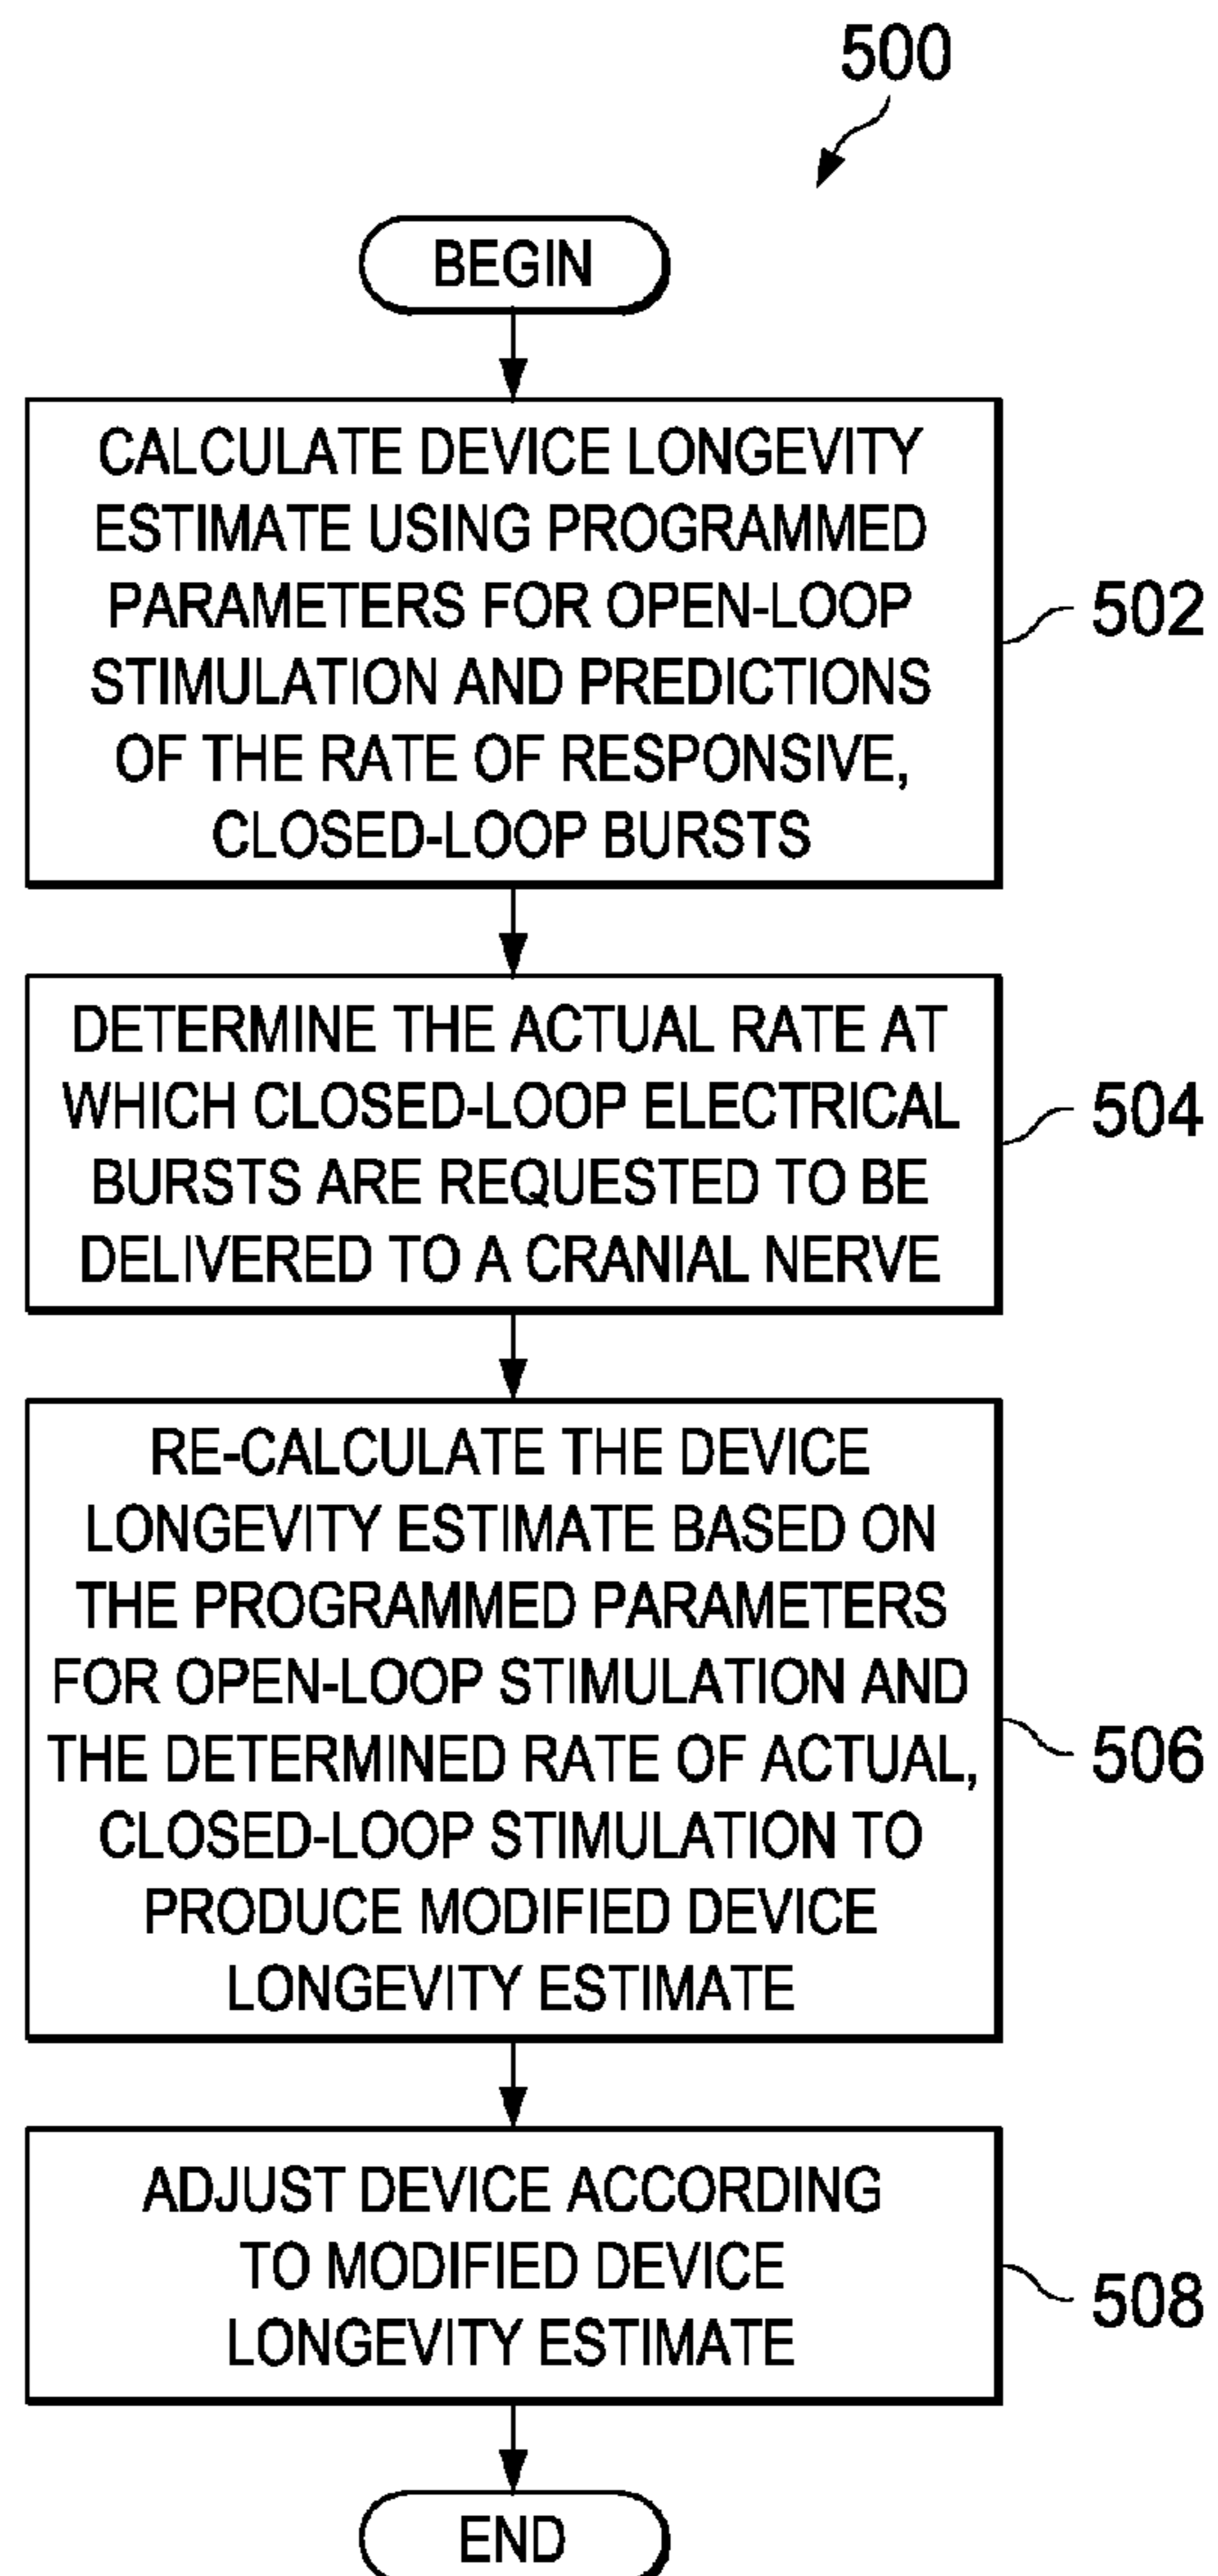 500
BEGIN
CALCULATE DEVICE LONGEVITY
ESTIMATE USING PROGRAMMED
PARAMETERS FOR OPEN-LOOP
STIMULATION AND PREDICTIONS
OF THE RATE OF RESPONSIVE,
CLOSED-LOOP BURSTS
502
DETERMINE THE ACTUAL RATE AT
WHICH CLOSED-LOOP ELECTRICAL
BURSTS ARE REQUESTED TO BE
DELIVERED TO A CRANIAL NERVE
504
RE-CALCULATE THE DEVICE
LONGEVITY ESTIMATE BASED ON
THE PROGRAMMED PARAMETERS
FOR OPEN-LOOP STIMULATION AND
THE DETERMINED RATE OF ACTUAL,
CLOSED-LOOP STIMULATION TO
PRODUCE MODIFIED DEVICE
LONGEVITY ESTIMATE
506
ADJUST DEVICE ACCORDING
TO MODIFIED DEVICE
LONGEVITY ESTIMATE
508
END